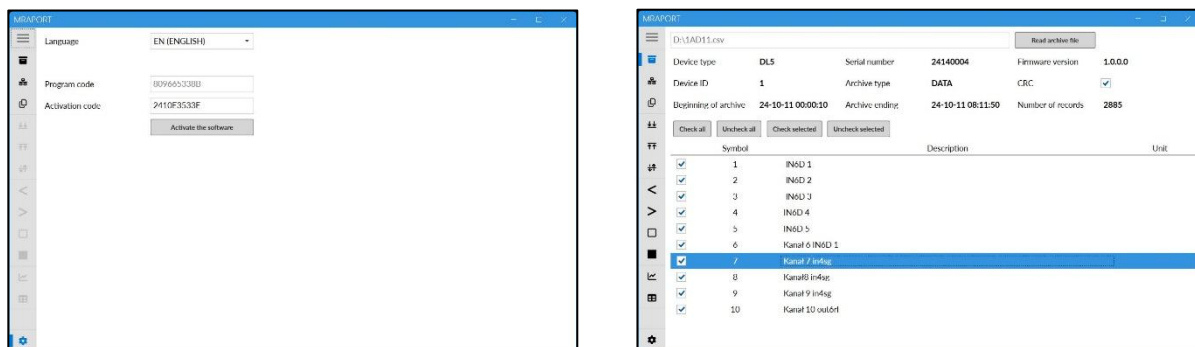 MRAPORT
Language EN (ENGLISH)
Program code 809665338B
Activation code 2410F3533F
Activate the software
MRAPORT
D:\1AD11.csv Read archive file
Device type DL5 Serial number 24140004 Firmware version 1.0.0.0
Device ID 1 Archive type DATA CRC
Beginning of archive 24-10-11 00:00:10 Archive ending 24-10-11 08:11:50 Number of records 2885
Check all Uncheck all Check selected Uncheck selected
Symbol Description Unit
1 IN6D 1
2 IN6D 2
3 IN6D 3
4 IN6D 4
5 IN6D 5
6 Kanał 6 IN6D 1
7 Kanał 7 in4sg
8 Kanał8 in4sg
9 Kanał 9 in4sg
10 Kanał 10 out6rl